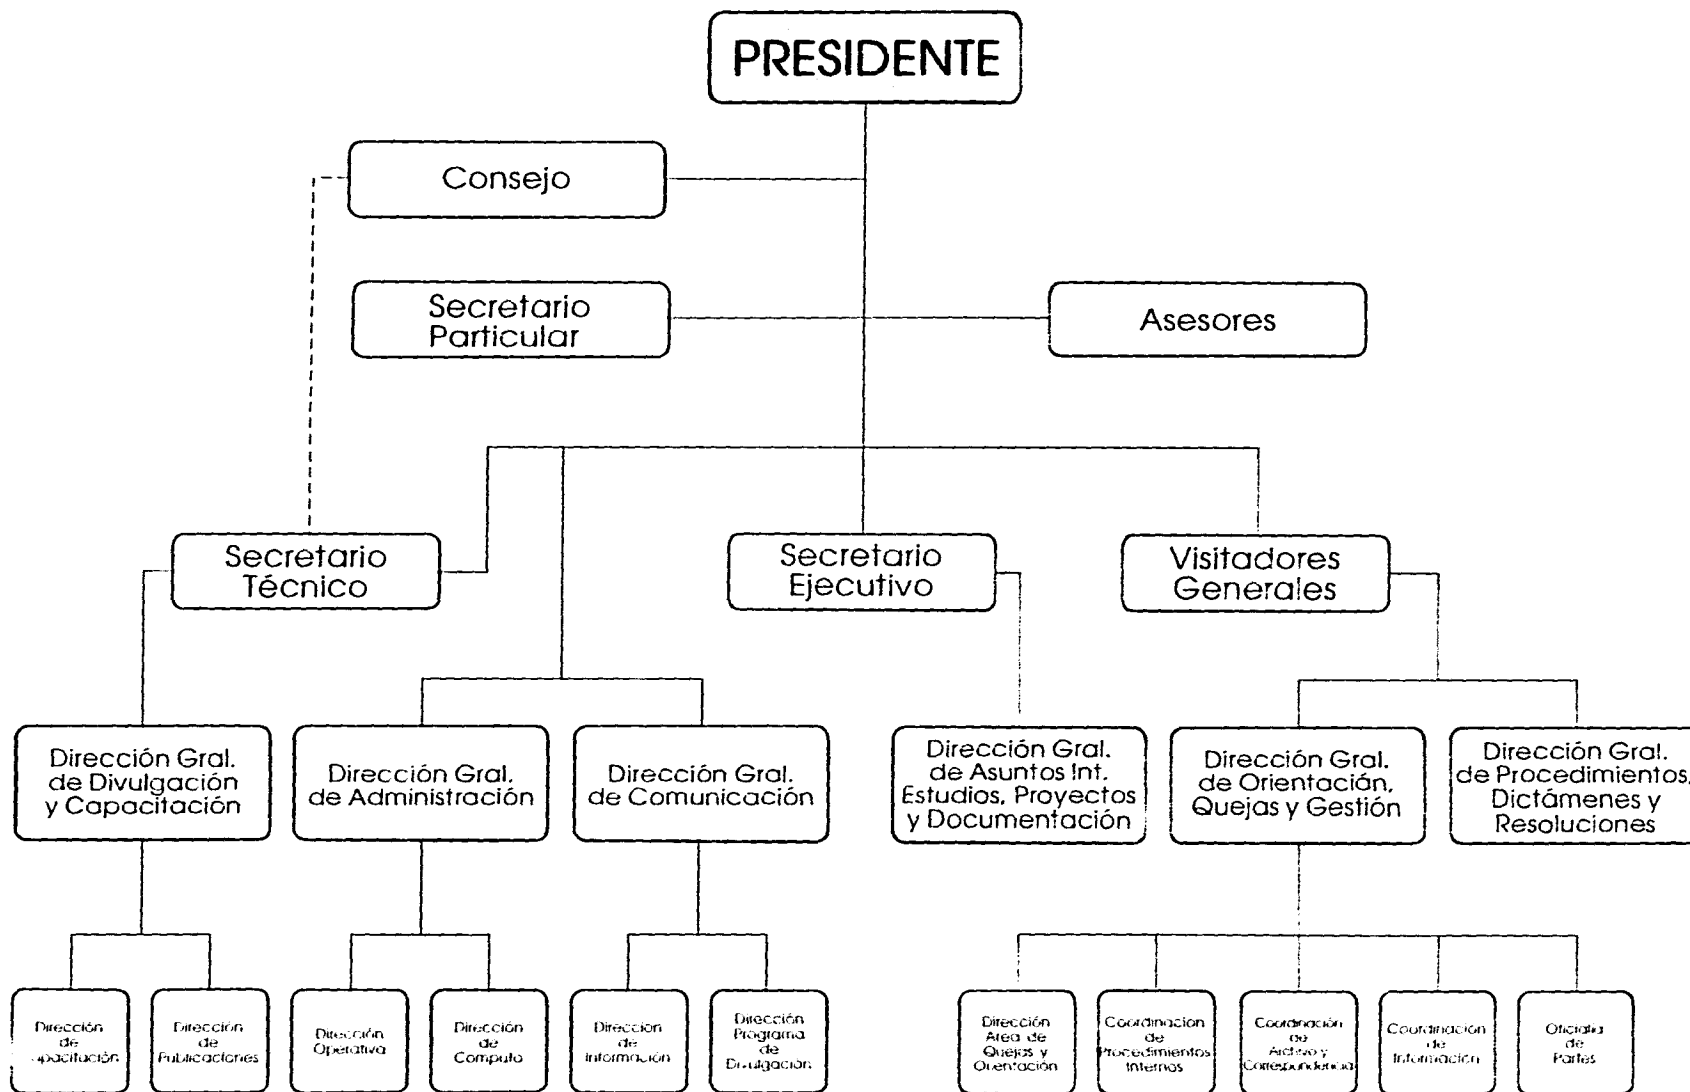 PRESIDENTE
Consejo
Secretario
Particular
Asesores
Secretario
Técnico
Secretario
Ejecutivo
Visitadores
Generales
Dirección Gral.
de Divulgación
y Capacitación
Dirección Gral.
de Administración
Dirección Gral.
de Comunicación
Dirección Gral.
de Asuntos Int.
Estudios, Proyectos
y Documentación
Dirección Gral.
de Orientación,
Quejas y Gestión
Dirección Gral.
de Procedimientos,
Dictámenes y
Resoluciones
Dirección
de
Dirección
de
Publicaciones
Dirección
Operativa
Dirección
de
Computo
Direccion
de
Información
Dirección
Programa
de
Divulgación
Dirección
Area de
Quejas y
Orientación
Coordinacion
de
Procedimientos
Internos
Coordinación
de
Archivo y
Correspondencia
Coordinación
de
Información
Oficialia
de
Partes